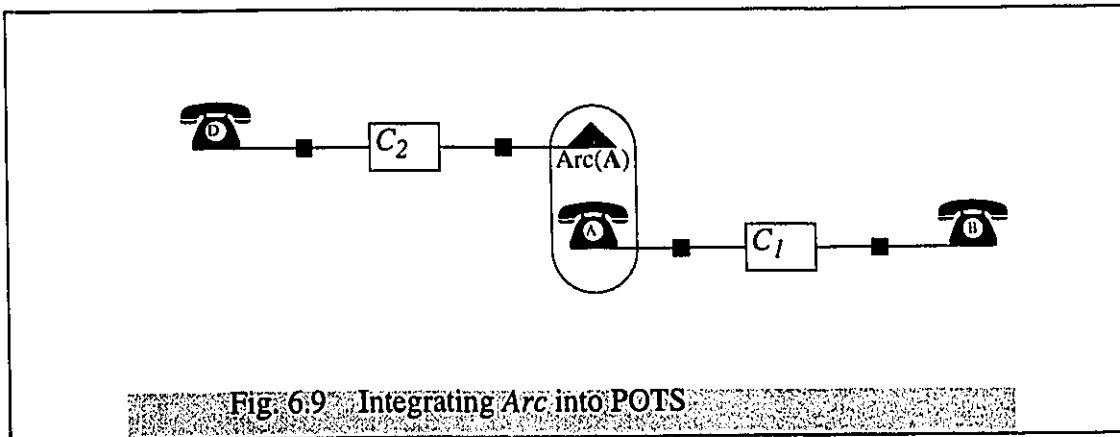 D
C2
Arc(A)
A
C1
B
Fig. 6.9 Integrating Arc into POTS